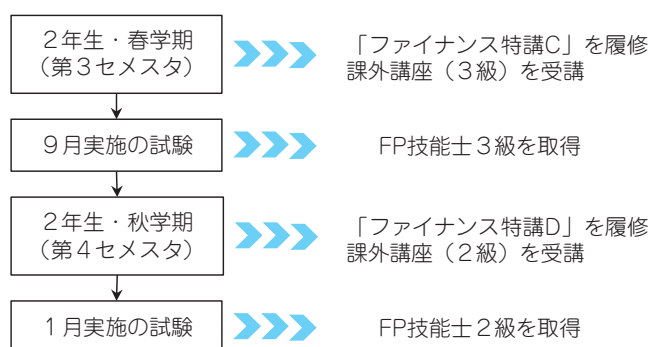 2年生・春学期
(第3セメスタ)
「ファイナンス特講C」を履修
課外講座(3級)を受講
9月実施の試験
FP技能士3級を取得
2年生・秋学期
(第4セメスタ)
「ファイナンス特講D」を履修
課外講座(2級)を受講
1月実施の試験
FP技能士2級を取得